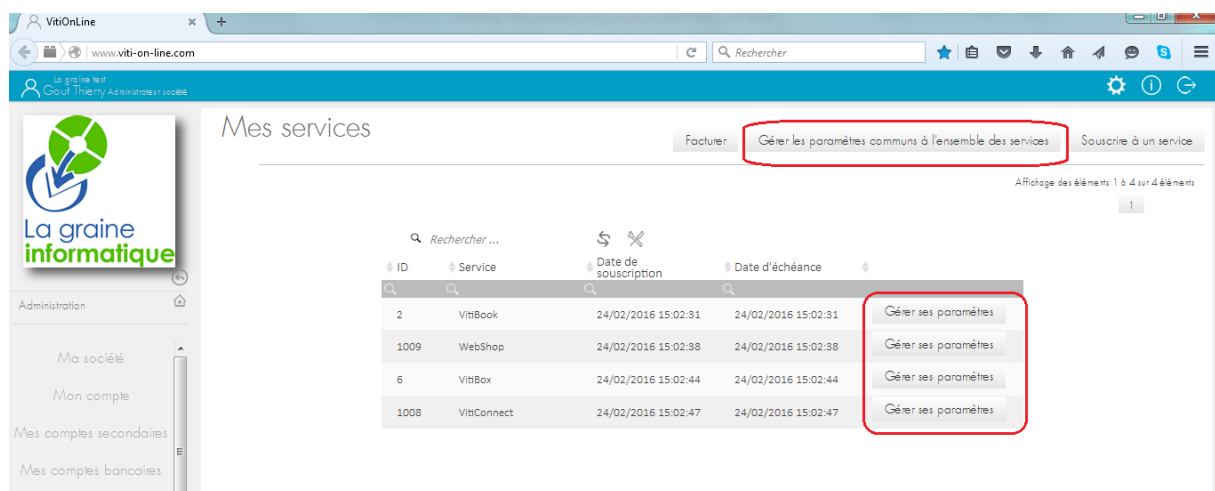 VitiOnLine
www.viti-on-line.com
Rechercher
La graine test
Gout Thierry Administrateur société
Mes services
Facturer
Gérer les paramètres communs à l'ensemble des services
Souscrire à un service
Affichage des éléments 1 à 4 sur 4 éléments
1
La graine
informatique
Rechercher ...
ID Service Date de souscription Date d'échéance
2 VitiBook 24/02/2016 15:02:31 24/02/2016 15:02:31 Gérer ses paramètres
1009 WebShop 24/02/2016 15:02:38 24/02/2016 15:02:38 Gérer ses paramètres
6 VitiBox 24/02/2016 15:02:44 24/02/2016 15:02:44 Gérer ses paramètres
1008 VitiConnect 24/02/2016 15:02:47 24/02/2016 15:02:47 Gérer ses paramètres
Administration
Ma société
Mon compte
Mes comptes secondaires
Mes comptes bancaires